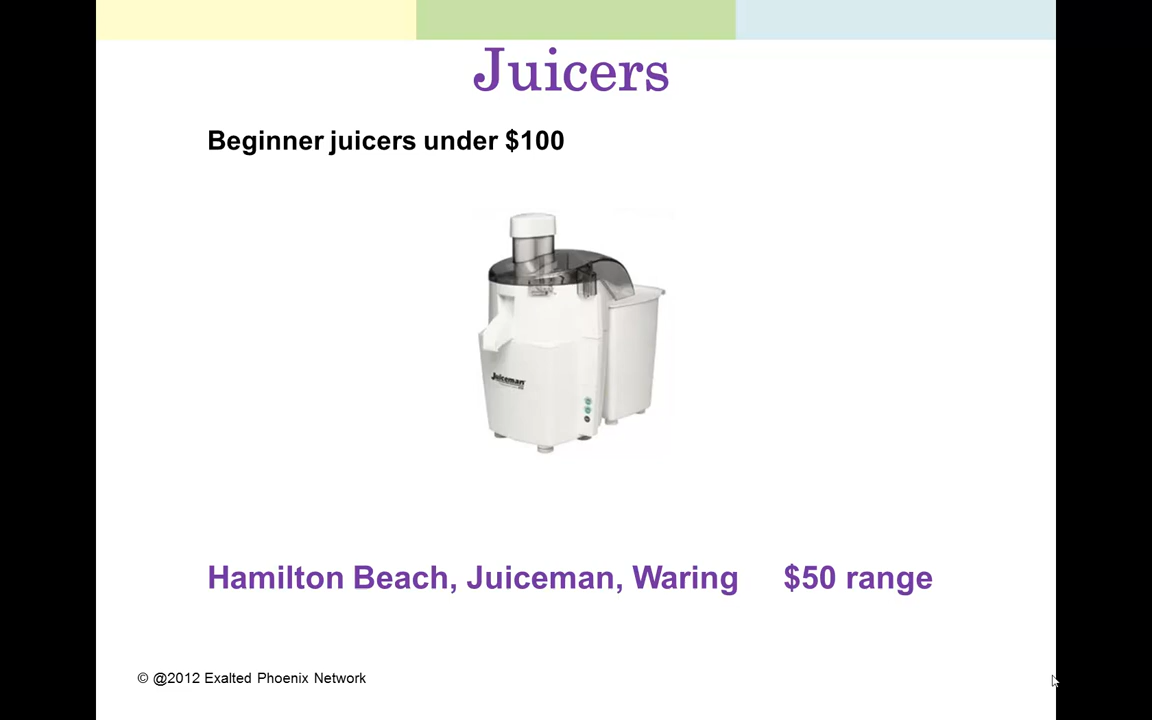 Juicers
Beginner juicers under $100
Juiceman
Hamilton Beach, Juiceman, Waring $50 range
© @2012 Exalted Phoenix Network